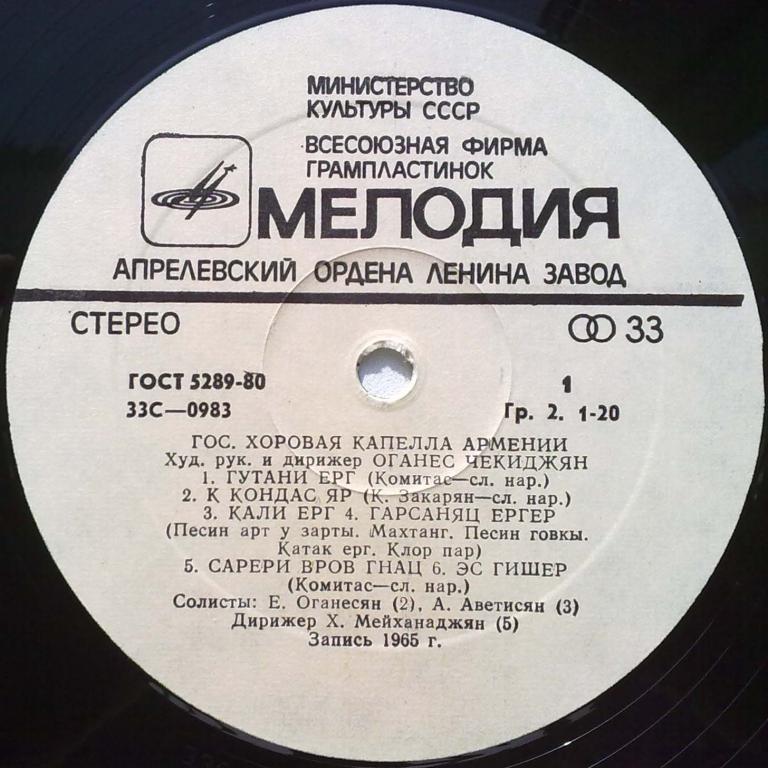 МИНИСТЕРСТВО
КУЛЬТУРЫ СССР
ВСЕСОЮЗНАЯ ФИРМА
ГРАМПЛАСТИНОК
МЕЛОДИЯ
АПРЕЛЕВСКИЙ ОРДЕНА ЛЕНИНА ЗАВОД
СТЕРЕО 33
ГОСТ 5289-80 1
33С—0983 Гр. 2. 1-20
ГОС. ХОРОВАЯ КАПЕЛЛА АРМЕНИИ
Худ. рук. и дирижер ОГАНЕС ЧЕКИДЖЯН
1. ГУТАНИ ЕРГ (Комитас—сл. нар.)
2. Қ ҚОНДАС ЯР (К. Закарян—сл. нар.)
3. ҚАЛИ ЕРГ 4. ГАРСАНЯЦ ЕРГЕР
(Песин арт у зарты. Махтанг. Песин говкы.
Қатак ерг. Қлор пар)
5. САРЕРИ ВРОВ ГНАЦ 6. ЭС ГИШЕР
(Комитас—сл. нар.)
Солисты: Е. Оганесян (2), А. Аветисян (3)
Дирижер Х. Мейханаджян (5)
Запись 1965 г.